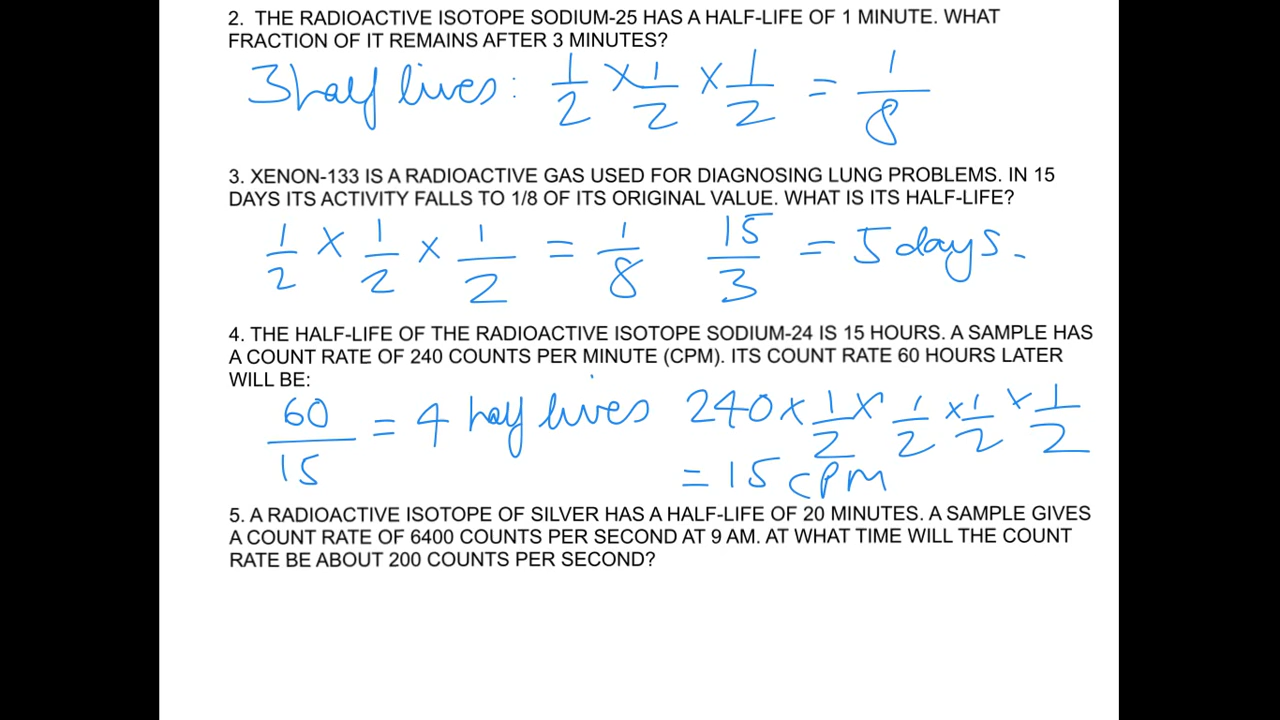 2. THE RADIOACTIVE ISOTOPE SODIUM-25 HAS A HALF-LIFE OF 1 MINUTE. WHAT
FRACTION OF IT REMAINS AFTER 3 MINUTES?
3 half lives: 1/2 × 1/2 × 1/2 = 1/8
3. XENON-133 IS A RADIOACTIVE GAS USED FOR DIAGNOSING LUNG PROBLEMS. IN 15
DAYS ITS ACTIVITY FALLS TO 1/8 OF ITS ORIGINAL VALUE. WHAT IS ITS HALF-LIFE?
1/2 × 1/2 × 1/2 = 1/8 15/3 = 5 days.
4. THE HALF-LIFE OF THE RADIOACTIVE ISOTOPE SODIUM-24 IS 15 HOURS. A SAMPLE HAS
A COUNT RATE OF 240 COUNTS PER MINUTE (CPM). ITS COUNT RATE 60 HOURS LATER
WILL BE:
60/15 = 4 half lives 240 × 1/2 × 1/2 × 1/2 × 1/2
= 15 CPM
5. A RADIOACTIVE ISOTOPE OF SILVER HAS A HALF-LIFE OF 20 MINUTES. A SAMPLE GIVES
A COUNT RATE OF 6400 COUNTS PER SECOND AT 9 AM. AT WHAT TIME WILL THE COUNT
RATE BE ABOUT 200 COUNTS PER SECOND?